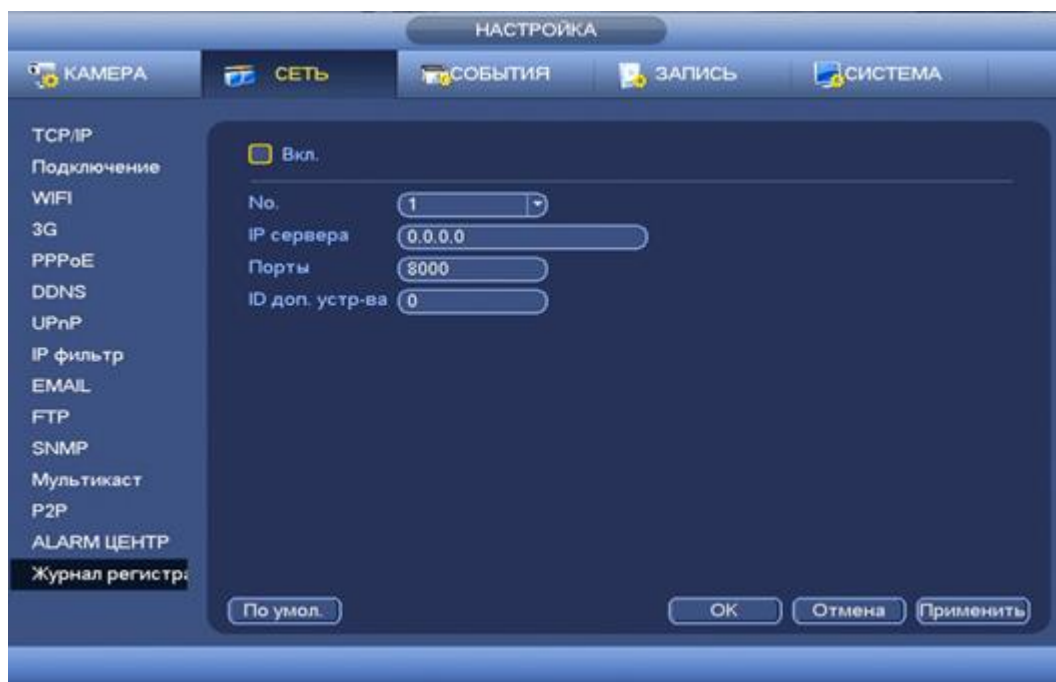 НАСТРОЙКА
КАМЕРА СЕТЬ СОБЫТИЯ ЗАПИСЬ СИСТЕМА
TCP/IP
Подключение
WIFI
3G
PPPoE
DDNS
UPnP
IP фильтр
EMAIL
FTP
SNMP
Мультикаст
P2P
ALARM ЦЕНТР
Журнал регистра
Вкл.
No. 1
IP сервера 0.0.0.0
Порты 8000
ID доп. устр-ва 0
По умол. OK Отмена Применить